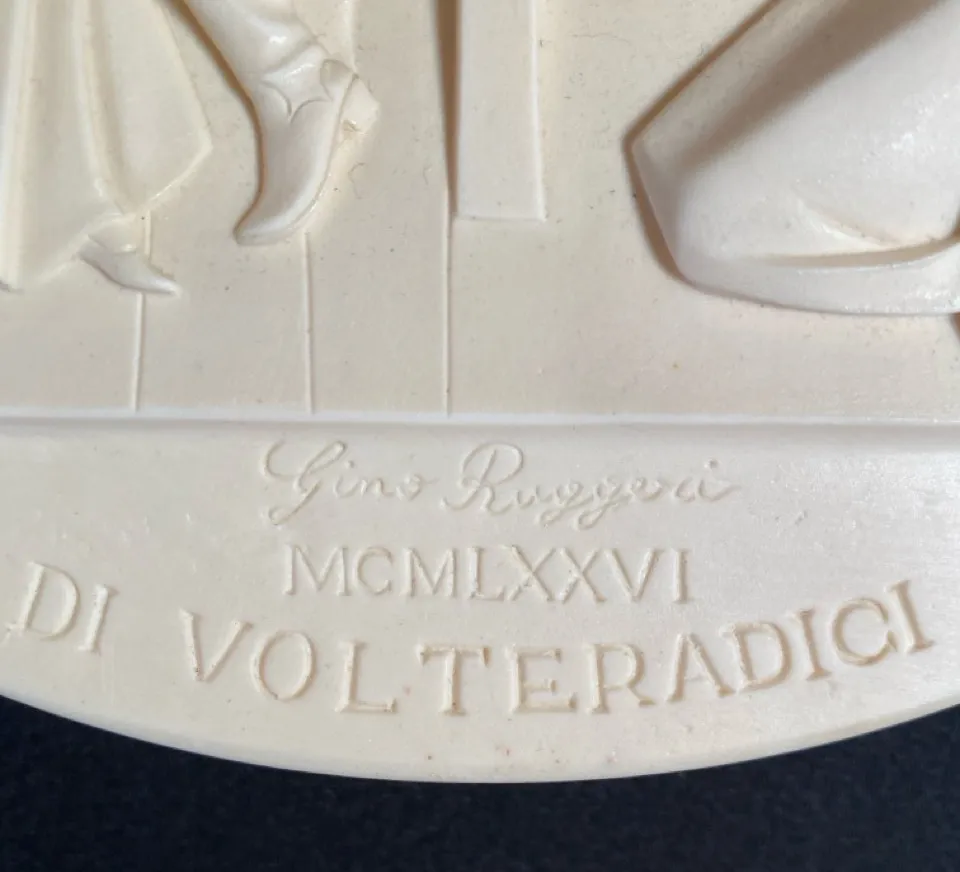 Gino Ruggeri
MCMLXXVI
DI VOLTERADICI